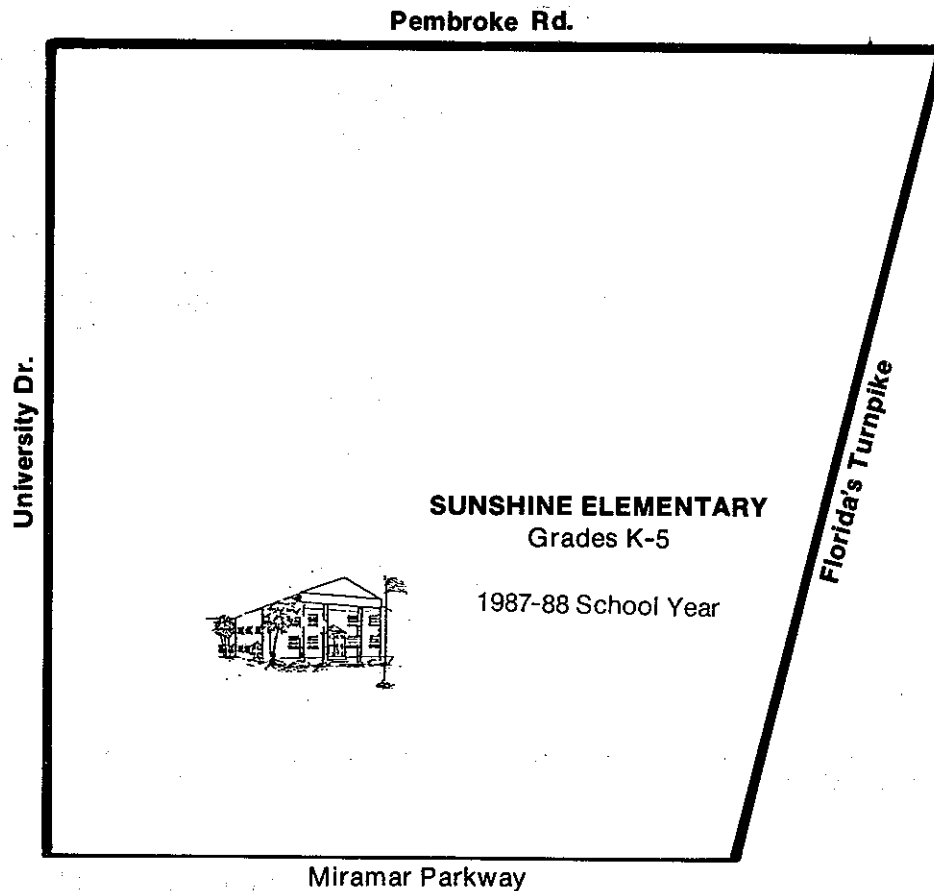 Pembroke Rd.
University Dr.
Florida's Turnpike
SUNSHINE ELEMENTARY
Grades K-5
1987-88 School Year
Miramar Parkway